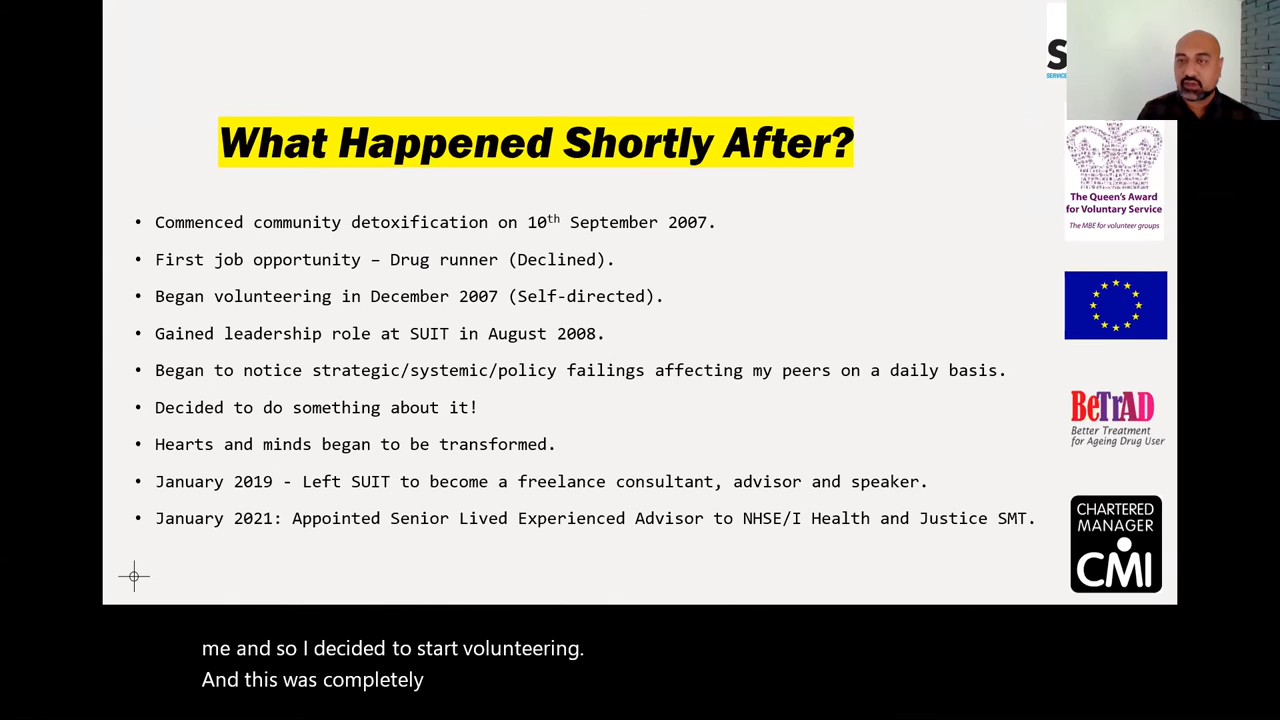 S
SERVICE
What Happened Shortly After?
The Queen's Award
for Voluntary Service
The MBE for volunteer groups
• Commenced community detoxification on 10th September 2007.
• First job opportunity – Drug runner (Declined).
• Began volunteering in December 2007 (Self-directed).
• Gained leadership role at SUIT in August 2008.
• Began to notice strategic/systemic/policy failings affecting my peers on a daily basis.
• Decided to do something about it!
• Hearts and minds began to be transformed.
• January 2019 - Left SUIT to become a freelance consultant, advisor and speaker.
• January 2021: Appointed Senior Lived Experienced Advisor to NHSE/I Health and Justice SMT.
BeTrAD
Better Treatment
for Ageing Drug User
CHARTERED
MANAGER
CMI
me and so I decided to start volunteering.
And this was completely